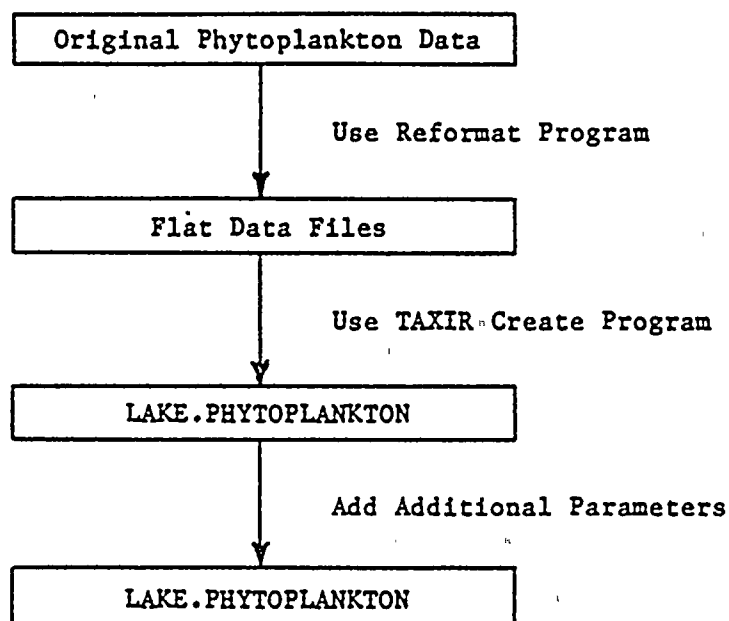 Original Phytoplankton Data
Use Reformat Program
Flat Data Files
Use TAXIR Create Program
LAKE.PHYTOPLANKTON
Add Additional Parameters
LAKE.PHYTOPLANKTON